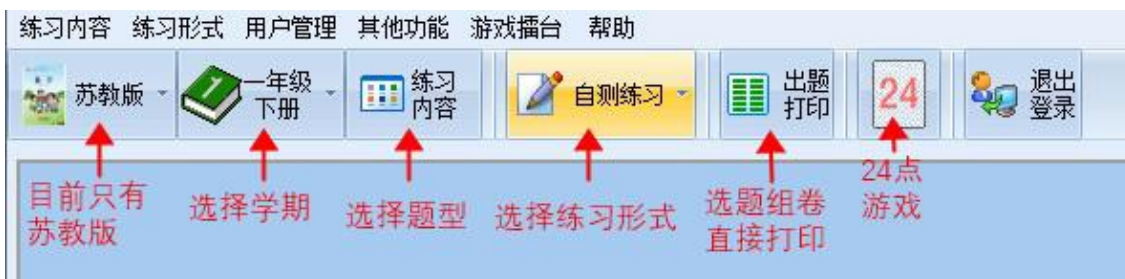 练习内容 练习形式 用户管理 其他功能 游戏擂台 帮助
苏教版
1
一年级
下册
练习
内容
自测练习
出题
打印
24
退出
登录
目前只有
苏教版
选择学期
选择题型
选择练习形式
选题组卷
直接打印
24点
游戏